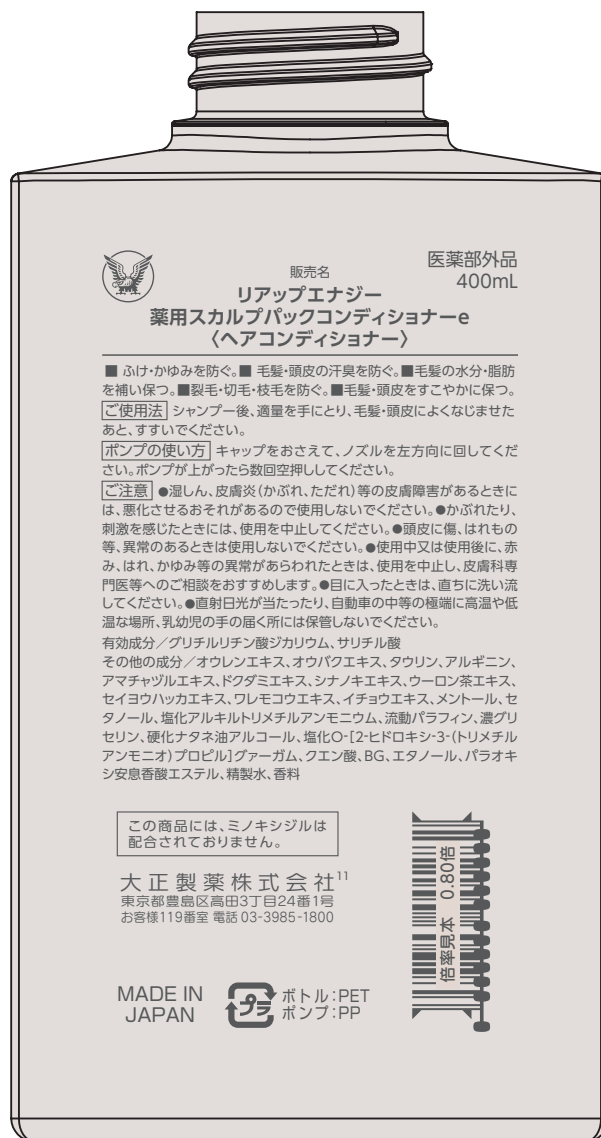 医薬部外品
400mL
販売名
リアップエナジー
薬用スカルプパックコンディショナーe
〈ヘアコンディショナー〉
■ ふけ・かゆみを防ぐ。■ 毛髪・頭皮の汗臭を防ぐ。■毛髪の水分・脂肪
を補い保つ。■裂毛・切毛・枝毛を防ぐ。■毛髪・頭皮をすこやかに保つ。
ご使用法 シャンプー後、適量を手にとり、毛髪・頭皮によくなじませた
あと、すすいでください。
ポンプの使い方 キャップをおさえて、ノズルを左方向に回してくだ
さい。ポンプが上がったら数回空押ししてください。
ご注意 ●湿しん、皮膚炎(かぶれ、ただれ)等の皮膚障害があるときに
は、悪化させるおそれがあるので使用しないでください。●かぶれたり、
刺激を感じたときには、使用を中止してください。●頭皮に傷、はれもの
等、異常のあるときは使用しないでください。●使用中又は使用後に、赤
み、はれ、かゆみ等の異常があらわれたときは、使用を中止し、皮膚科専
門医等へのご相談をおすすめします。●目に入ったときは、直ちに洗い流
してください。●直射日光が当たったり、自動車の中等の極端に高温や低
温な場所、乳幼児の手の届く所には保管しないでください。
有効成分/グリチルリチン酸ジカリウム、サリチル酸
その他の成分/オウレンエキス、オウバクエキス、タウリン、アルギニン、
アマチャヅルエキス、ドクダミエキス、シナノキエキス、ウーロン茶エキス、
セイヨウハッカエキス、ワレモコウエキス、イチョウエキス、メントール、セ
タノール、塩化アルキルトリメチルアンモニウム、流動パラフィン、濃グリ
セリン、硬化ナタネ油アルコール、塩化O-[2-ヒドロキシ-3-(トリメチル
アンモニオ)プロピル]グァーガム、クエン酸、BG、エタノール、パラオキ
シ安息香酸エステル、精製水、香料
この商品には、ミノキシジルは
配合されておりません。
大正製薬株式会社11
東京都豊島区高田3丁目24番1号
お客様119番室 電話 03-3985-1800
倍率見本 0.80倍
MADE IN
JAPAN
プラ
ボトル:PET
ポンプ:PP